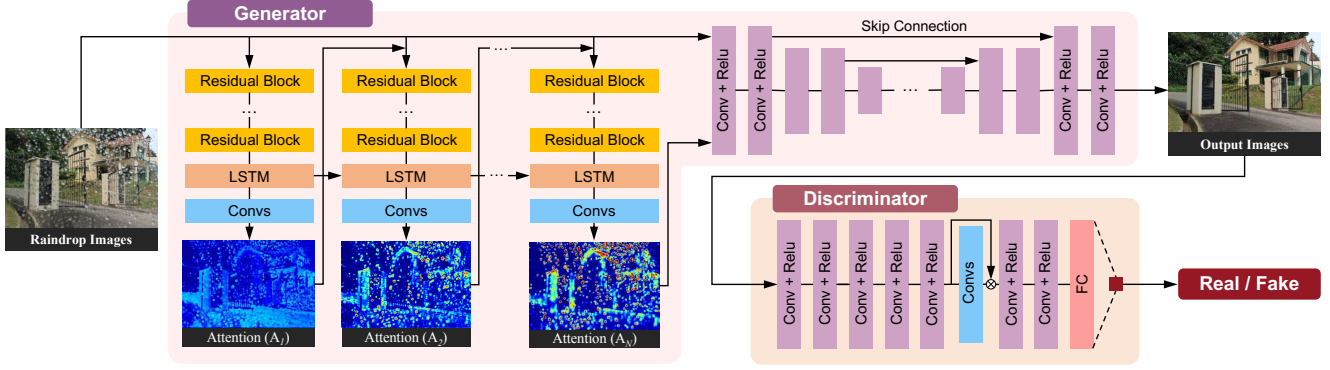 Generator
Skip Connection
Residual Block
Residual Block
Residual Block
...
Conv + Relu
Conv + Relu
...
Conv + Relu
Conv + Relu
...
...
...
Residual Block
Residual Block
Residual Block
LSTM
LSTM
...
LSTM
Convs
Convs
Convs
Raindrop Images
Output Images
Attention (A1)
Attention (A2)
Attention (AN)
Discriminator
Conv + Relu
Conv + Relu
Conv + Relu
Conv + Relu
Conv + Relu
Convs
Conv + Relu
Conv + Relu
FC
Real / Fake